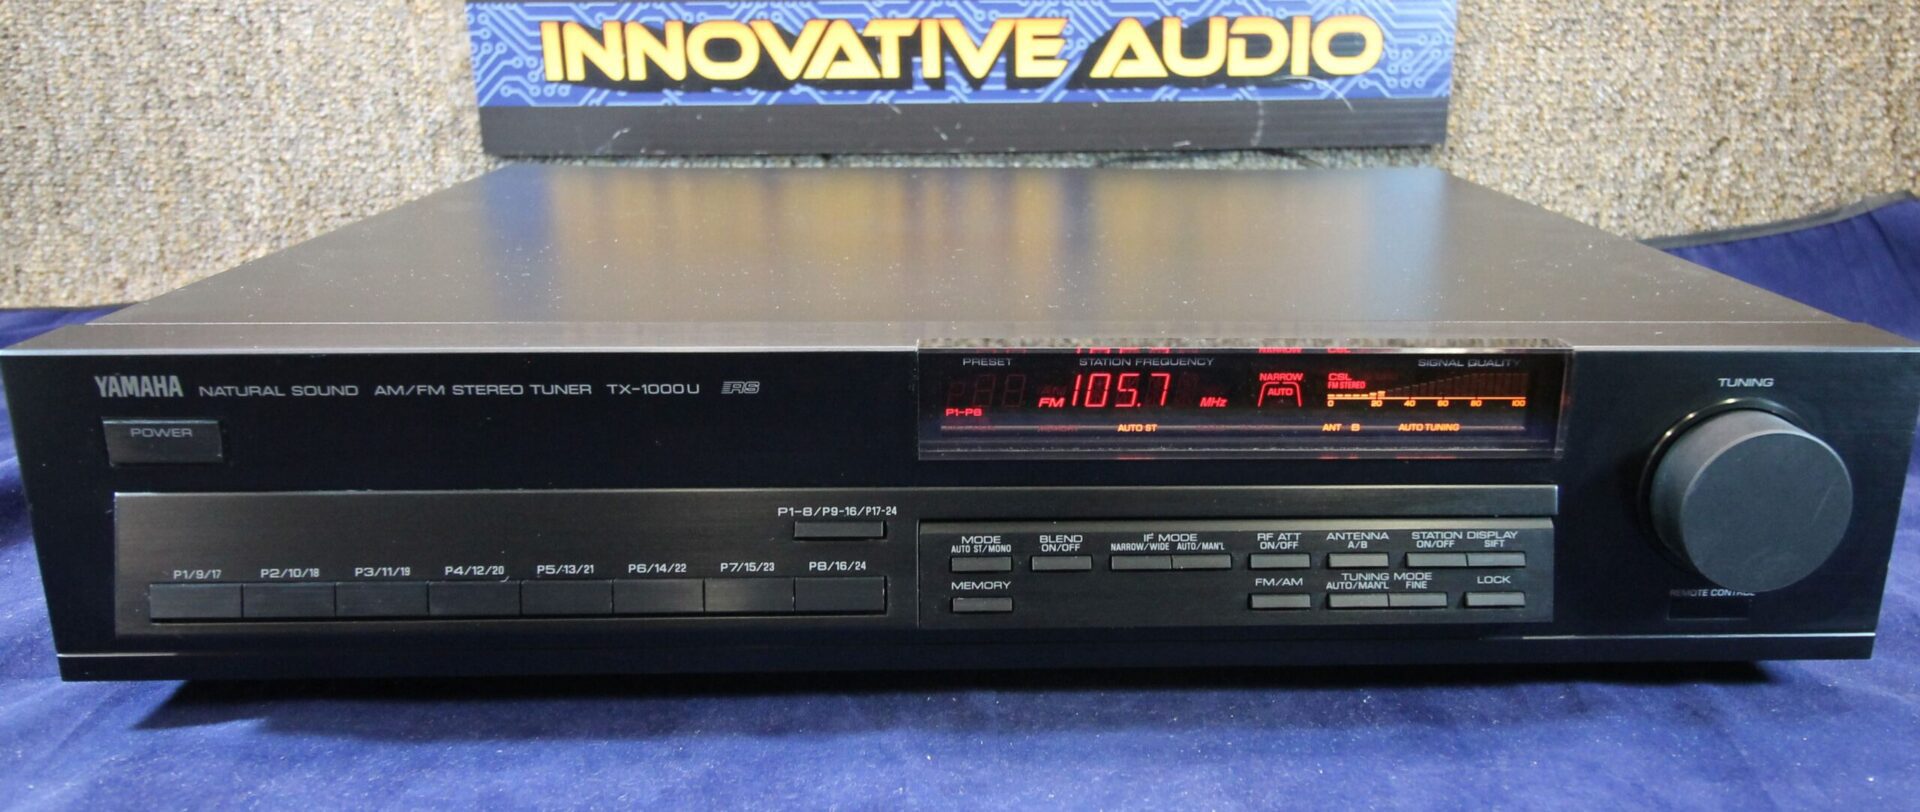 INNOVATIVE AUDIO
YAMAHA NATURAL SOUND AM/FM STEREO TUNER TX-1000U RS
POWER
PRESET STATION FREQUENCY SIGNAL QUALITY
P1-P8
FM 105.7 MHz
AUTO ST
NARROW
AUTO
CSL
FM STEREO
0 20 40 60 80 100
ANT B AUTO TUNING
TUNING
REMOTE CONTROL
P1-8/P9-16/P17-24
P1/9/17 P2/10/18 P3/11/19 P4/12/20 P5/13/21 P6/14/22 P7/15/23 P8/16/24
MODE BLEND IF MODE RF ATT ANTENNA STATION DISPLAY
AUTO ST/MONO ON/OFF NARROW/WIDE AUTO/MAN'L ON/OFF A/B ON/OFF SIFT
MEMORY FM/AM TUNING MODE LOCK
AUTO/MAN'L FINE